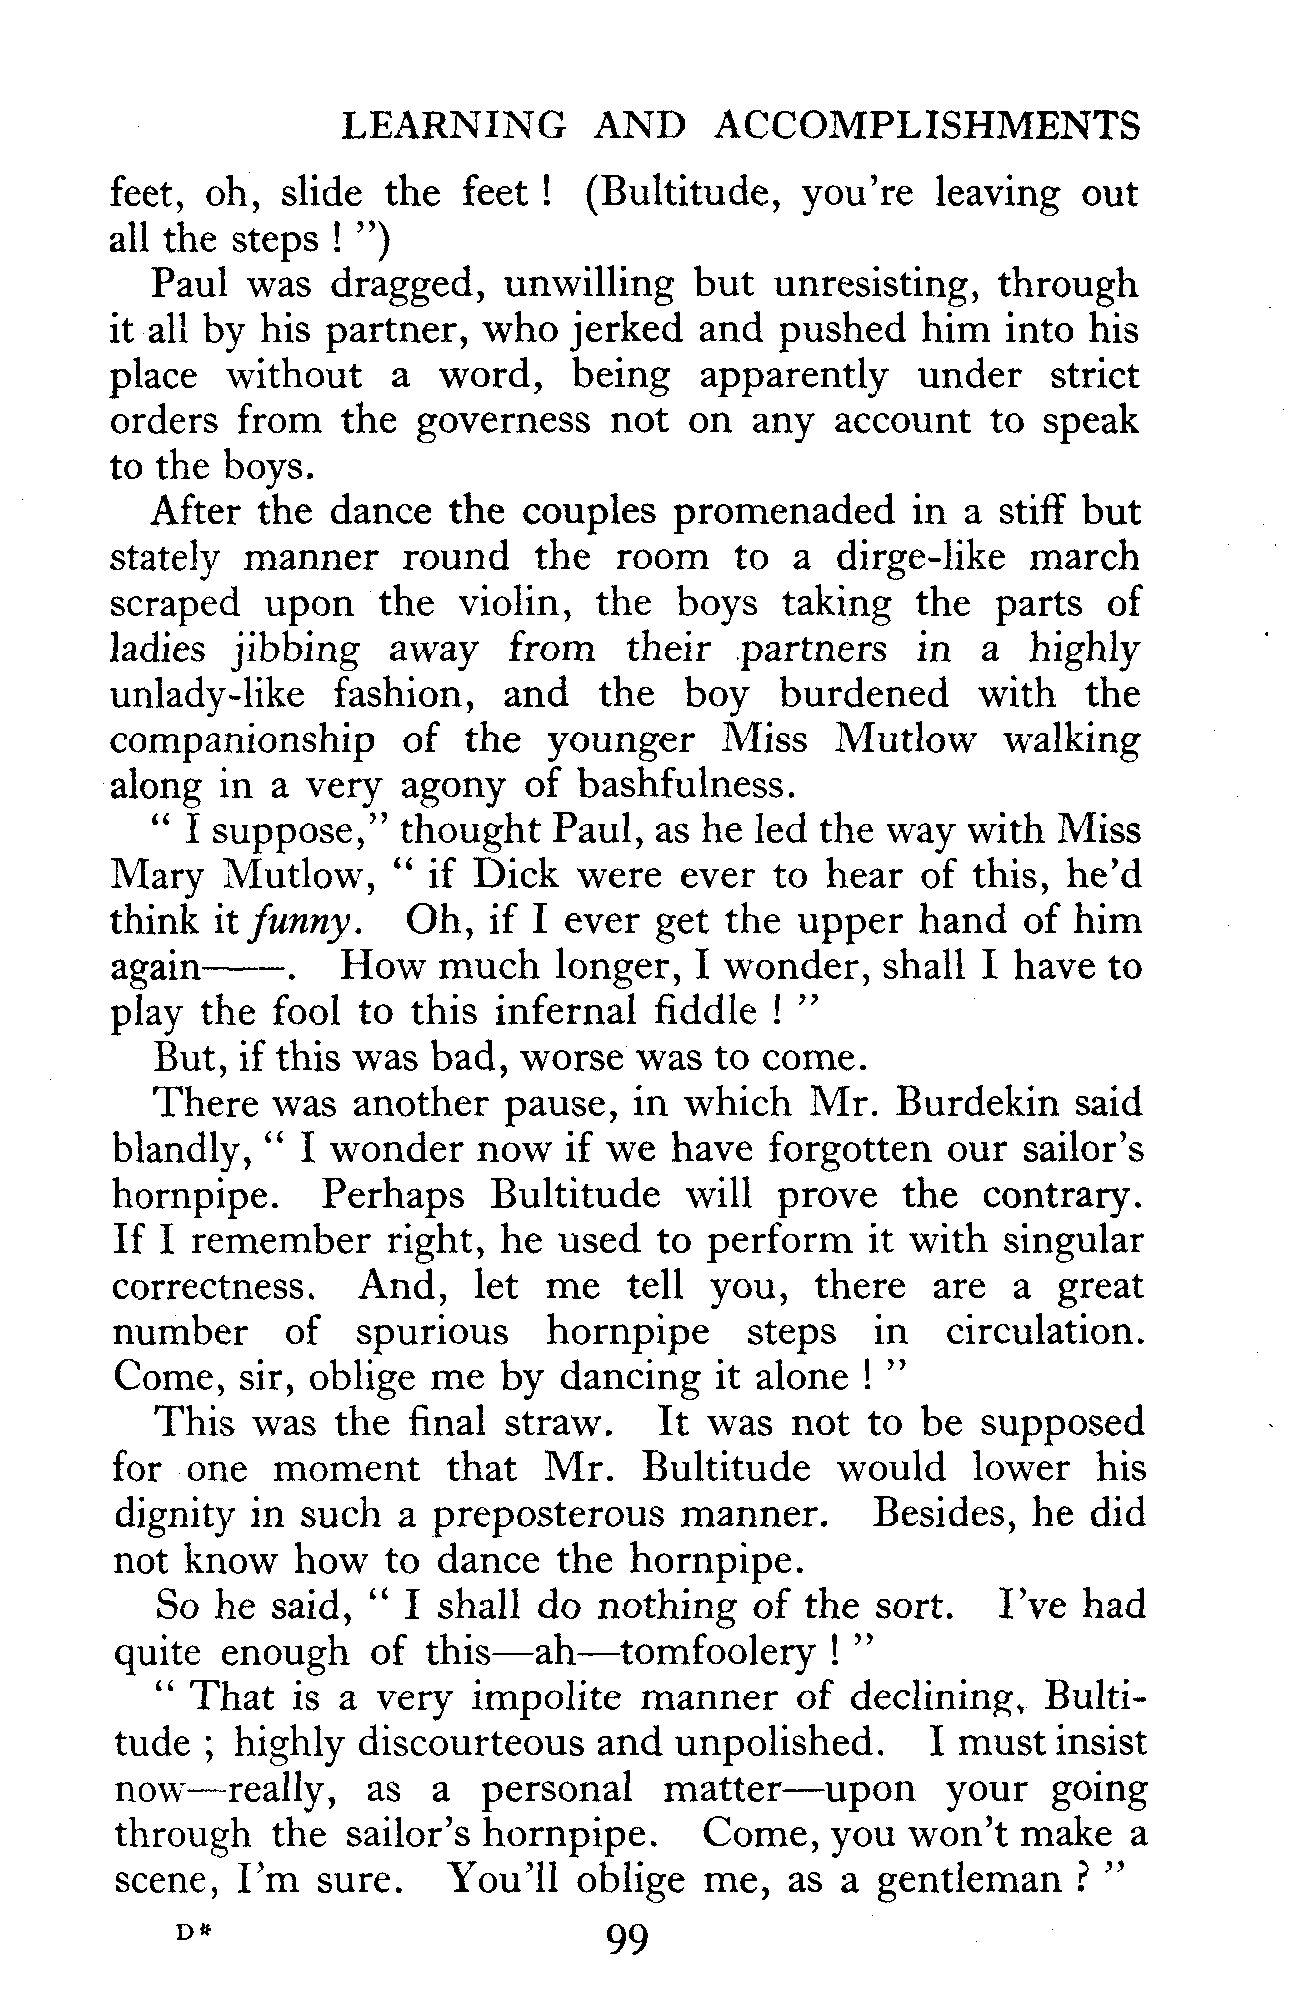 LEARNING AND ACCOMPLISHMENTS
feet, oh, slide the feet ! (Bultitude, you're leaving out
all the steps ! ")
Paul was dragged, unwilling but unresisting, through
it all by his partner, who jerked and pushed him into his
place without a word, being apparently under strict
orders from the governess not on any account to speak
to the boys.
After the dance the couples promenaded in a stiff but
stately manner round the room to a dirge-like march
scraped upon the violin, the boys taking the parts of
ladies jibbing away from their partners in a highly
unlady-like fashion, and the boy burdened with the
companionship of the younger Miss Mutlow walking
along in a very agony of bashfulness.
" I suppose," thought Paul, as he led the way with Miss
Mary Mutlow, " if Dick were ever to hear of this, he'd
think it funny. Oh, if I ever get the upper hand of him
again——. How much longer, I wonder, shall I have to
play the fool to this infernal fiddle ! "
But, if this was bad, worse was to come.
There was another pause, in which Mr. Burdekin said
blandly, " I wonder now if we have forgotten our sailor's
hornpipe. Perhaps Bultitude will prove the contrary.
If I remember right, he used to perform it with singular
correctness. And, let me tell you, there are a great
number of spurious hornpipe steps in circulation.
Come, sir, oblige me by dancing it alone ! "
This was the final straw. It was not to be supposed
for one moment that Mr. Bultitude would lower his
dignity in such a preposterous manner. Besides, he did
not know how to dance the hornpipe.
So he said, " I shall do nothing of the sort. I've had
quite enough of this—ah—tomfoolery ! "
" That is a very impolite manner of declining, Bulti-
tude ; highly discourteous and unpolished. I must insist
now—really, as a personal matter—upon your going
through the sailor's hornpipe. Come, you won't make a
scene, I'm sure. You'll oblige me, as a gentleman ? "
D* 99